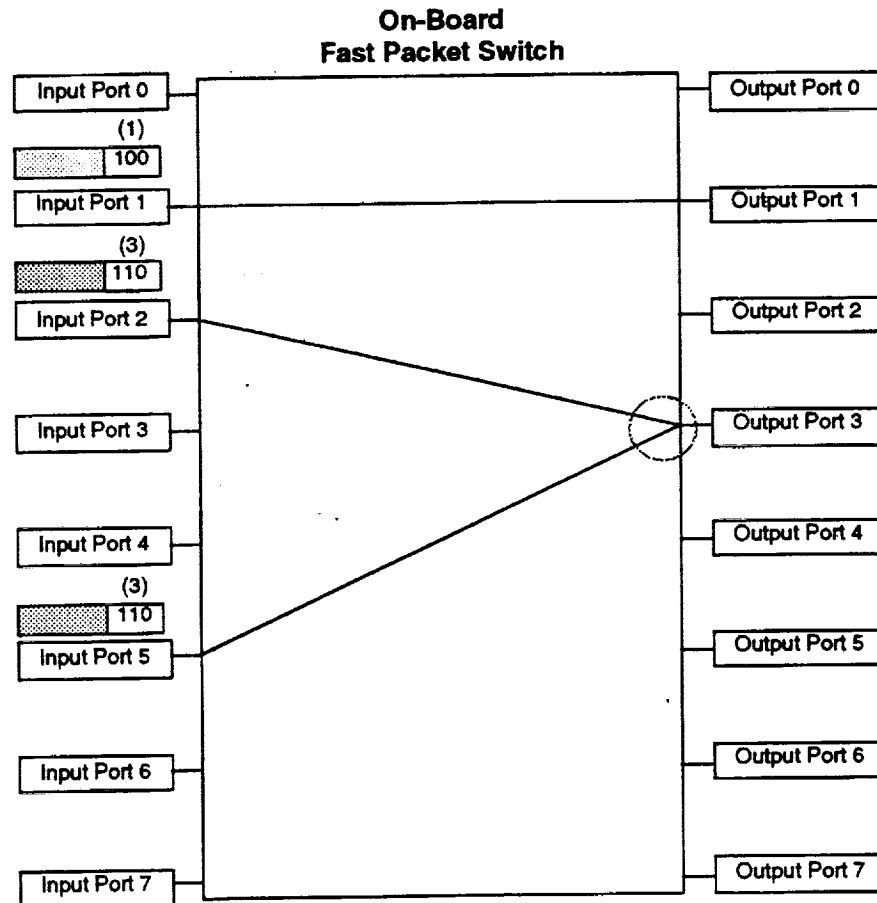 On-Board
Fast Packet Switch
Input Port 0
Output Port 0
(1)
100
Input Port 1
Output Port 1
(3)
110
Input Port 2
Output Port 2
Input Port 3
Output Port 3
Input Port 4
Output Port 4
(3)
110
Input Port 5
Output Port 5
Input Port 6
Output Port 6
Input Port 7
Output Port 7